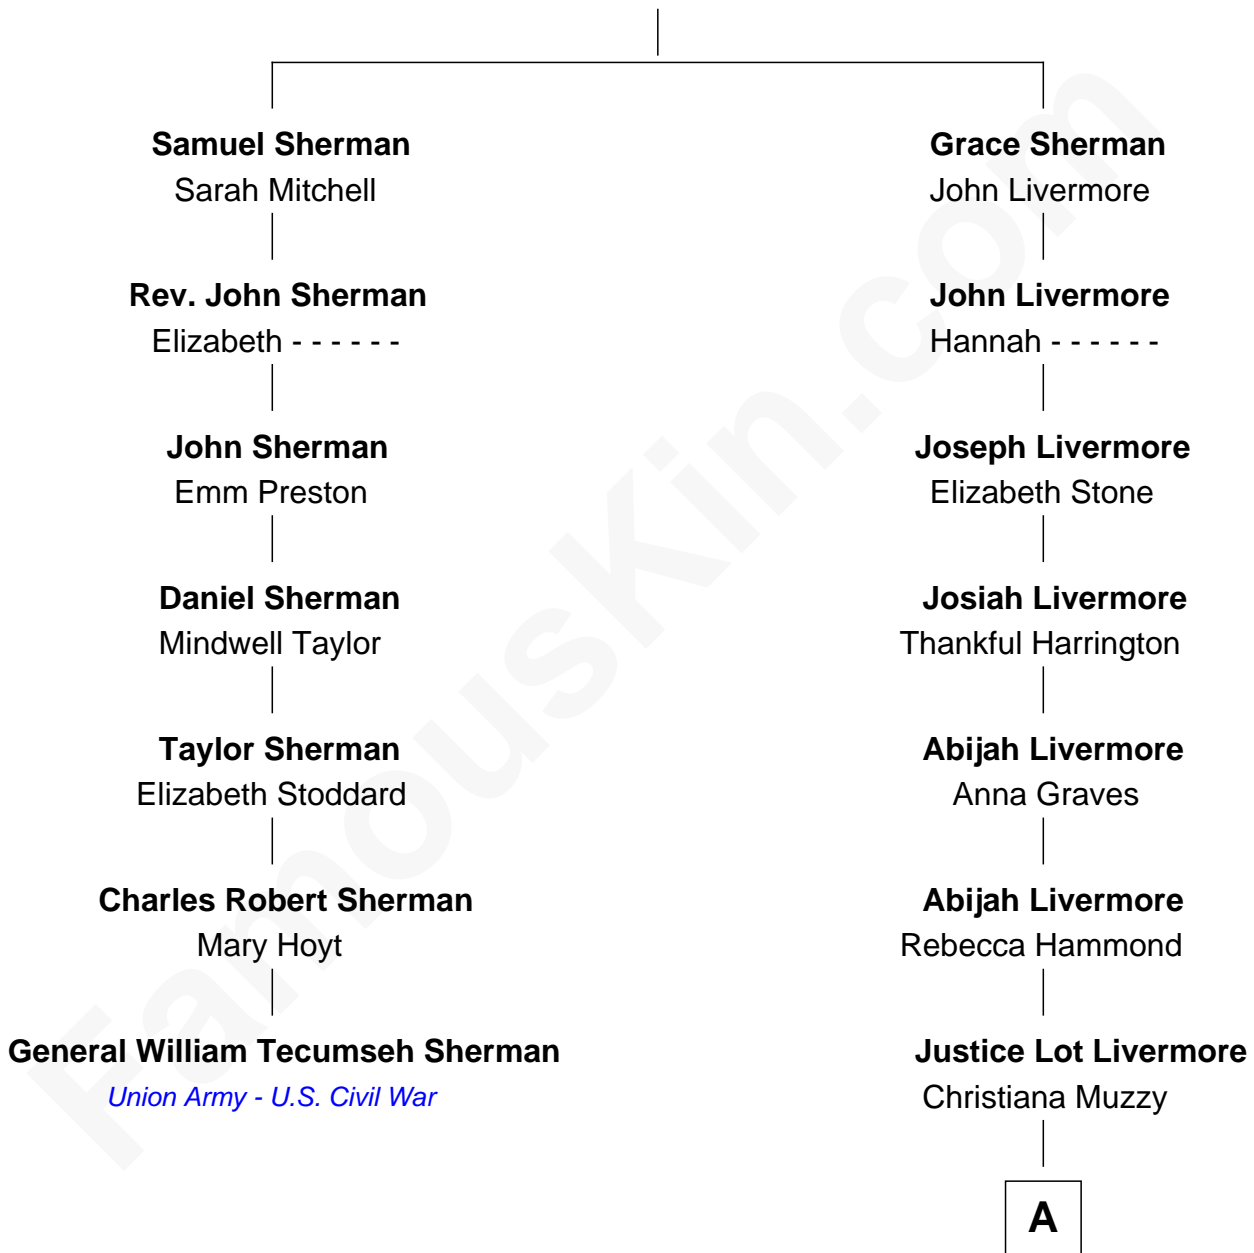 Samuel Sherman
Sarah Mitchell
Rev. John Sherman
Elizabeth - - - - - -
John Sherman
Emm Preston
Daniel Sherman
Mindwell Taylor
Taylor Sherman
Elizabeth Stoddard
Charles Robert Sherman
Mary Hoyt
General William Tecumseh Sherman
Union Army - U.S. Civil War
Grace Sherman
John Livermore
John Livermore
Hannah - - - - - -
Joseph Livermore
Elizabeth Stone
Josiah Livermore
Thankful Harrington
Abijah Livermore
Anna Graves
Abijah Livermore
Rebecca Hammond
Justice Lot Livermore
Christiana Muzzy
A
FamousKin.com